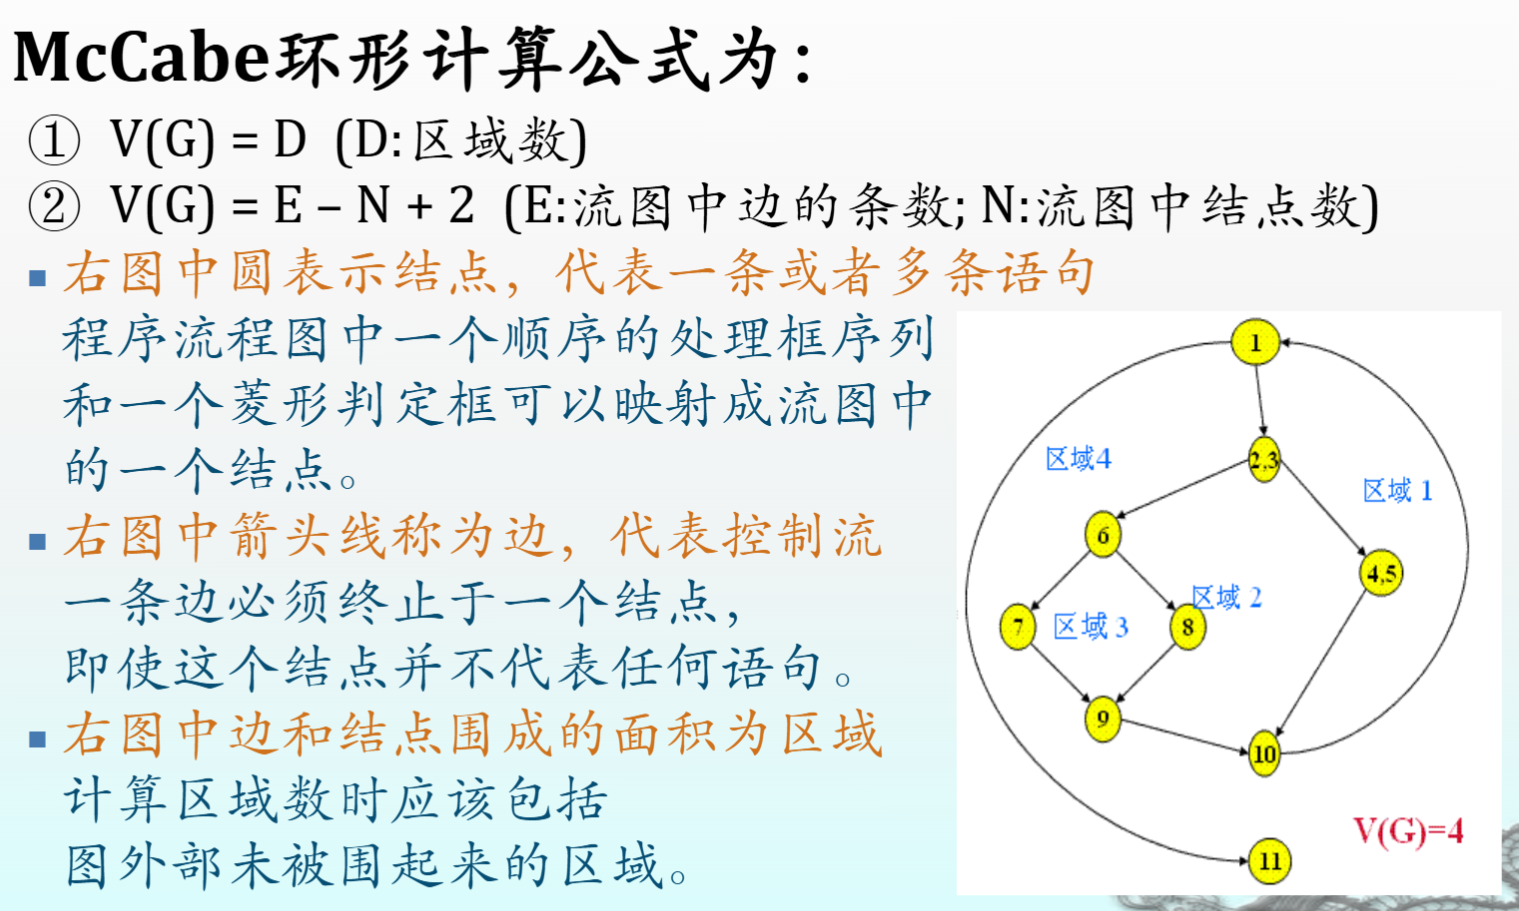 McCabe环形计算公式为:
① V(G) = D (D:区域数)
② V(G) = E – N + 2 (E:流图中边的条数; N:流图中结点数)
▪ 右图中圆表示结点，代表一条或者多条语句
程序流程图中一个顺序的处理框序列
和一个菱形判定框可以映射成流图中
的一个结点。
▪ 右图中箭头线称为边，代表控制流
一条边必须终止于一个结点，
即使这个结点并不代表任何语句。
▪ 右图中边和结点围成的面积为区域
计算区域数时应该包括
图外部未被围起来的区域。
1
区域4
2,3
区域 1
6
4,5
区域 2
7
区域 3
8
9
10
V(G)=4
11